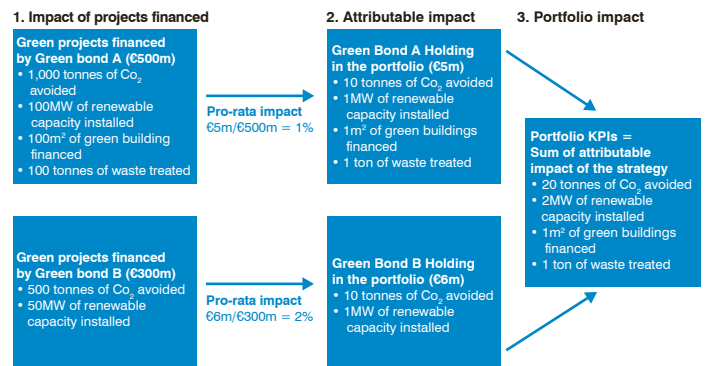 1. Impact of projects financed
Green projects financed
by Green bond A (€500m)
• 1,000 tonnes of Co₂
avoided
• 100MW of renewable
capacity installed
• 100m² of green building
financed
• 100 tonnes of waste treated
Pro-rata impact
€5m/€500m = 1%
Green projects financed
by Green bond B (€300m)
• 500 tonnes of Co₂ avoided
• 50MW of renewable
capacity installed
Pro-rata impact
€6m/€300m = 2%
2. Attributable impact
Green Bond A Holding
in the portfolio (€5m)
• 10 tonnes of Co₂ avoided
• 1MW of renewable
capacity installed
• 1m² of green buildings
financed
• 1 ton of waste treated
Green Bond B Holding
in the portfolio (€6m)
• 10 tonnes of Co₂ avoided
• 1MW of renewable
capacity installed
3. Portfolio impact
Portfolio KPIs =
Sum of attributable
impact of the strategy
• 20 tonnes of Co₂ avoided
• 2MW of renewable
capacity installed
• 1m² of green buildings
financed
• 1 ton of waste treated